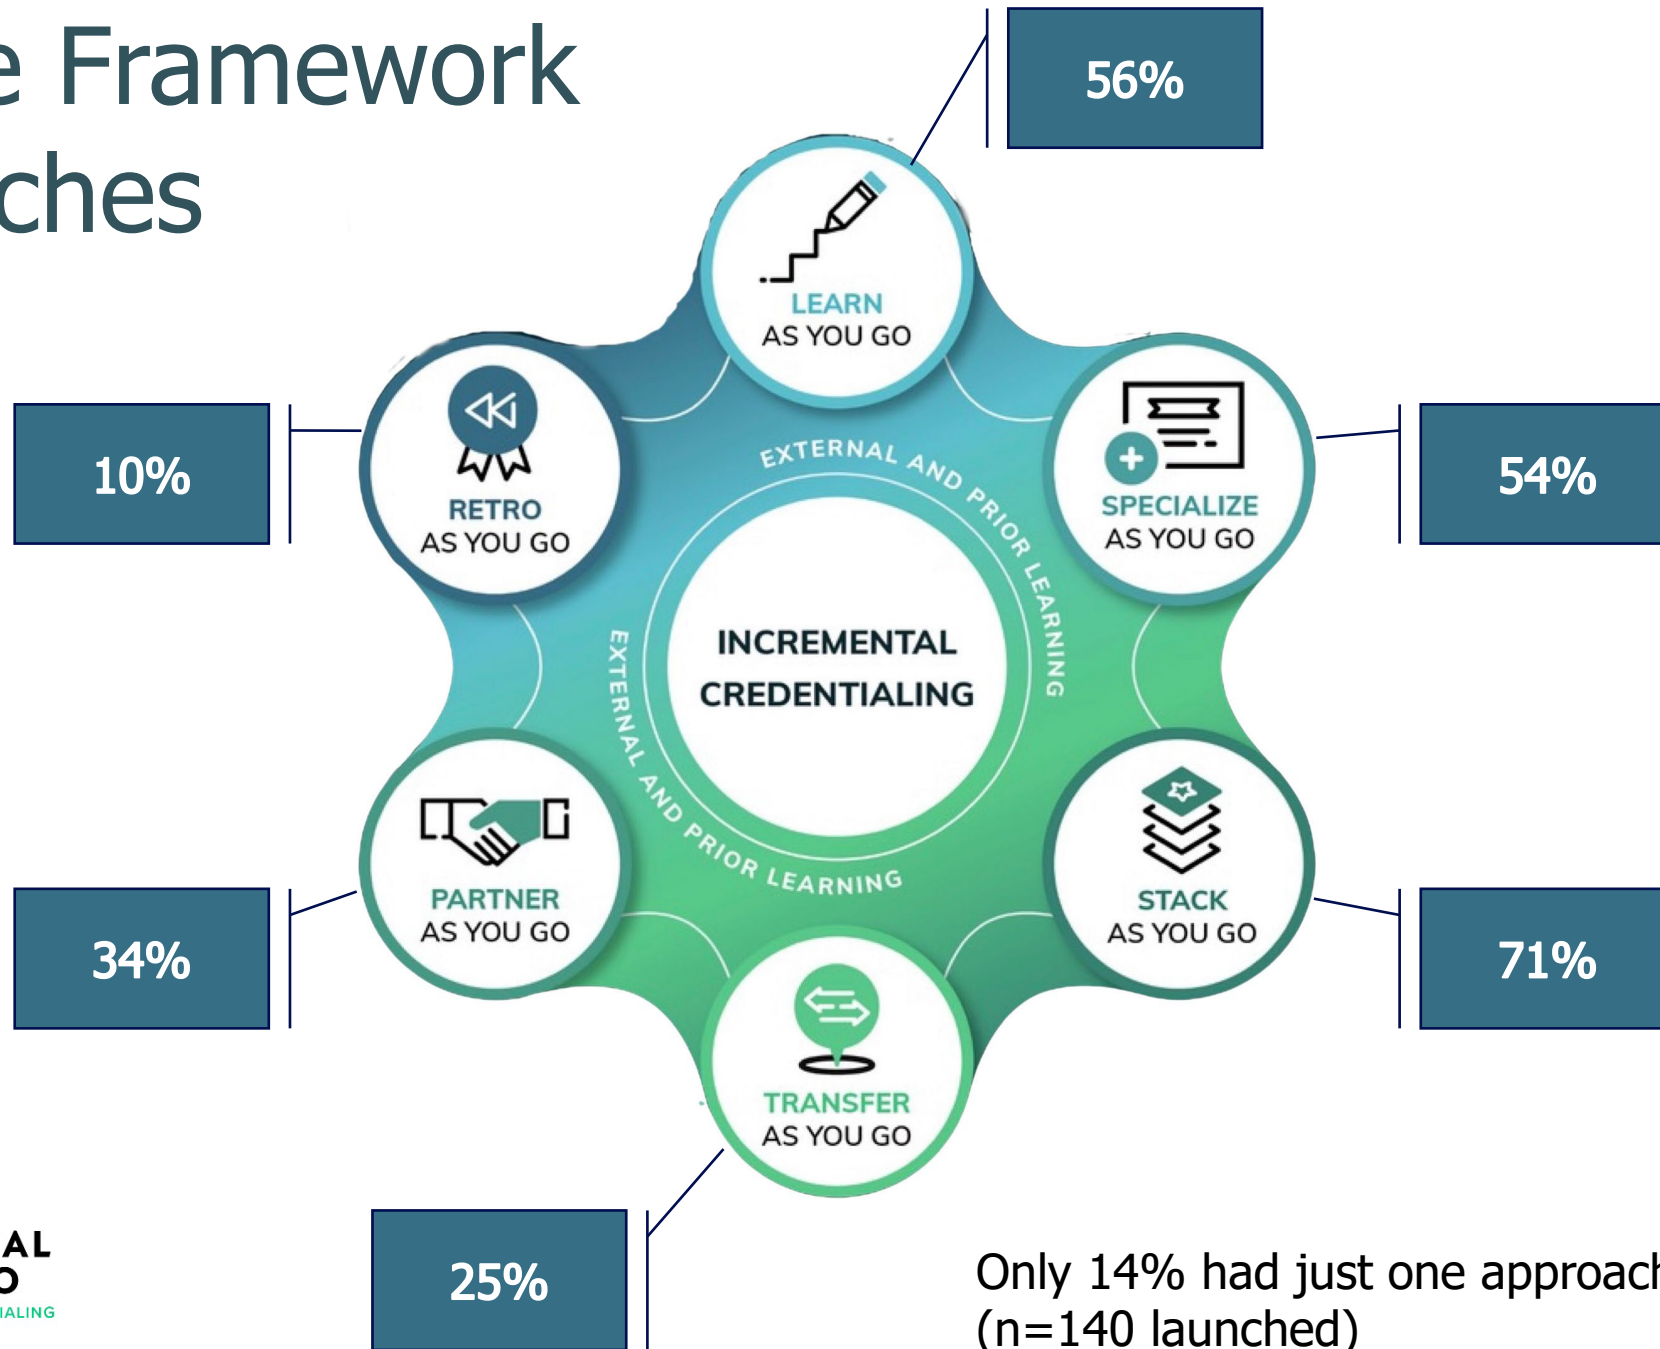 e Framework
ches
56%
LEARN
AS YOU GO
10%
RETRO
AS YOU GO
SPECIALIZE
AS YOU GO
54%
EXTERNAL AND PRIOR LEARNING
INCREMENTAL
CREDENTIALING
EXTERNAL AND PRIOR LEARNING
34%
PARTNER
AS YOU GO
STACK
AS YOU GO
71%
TRANSFER
AS YOU GO
25%
AL
O
IALING
Only 14% had just one approach
(n=140 launched)